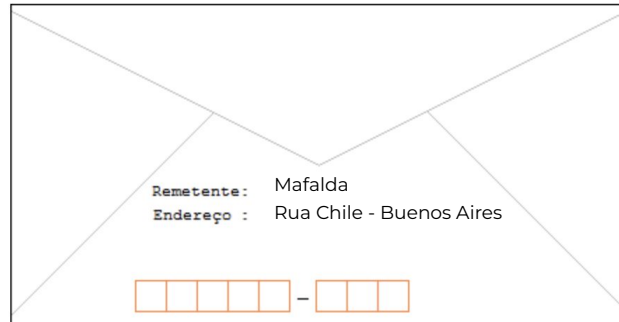 Remetente: Mafalda
Endereço : Rua Chile - Buenos Aires
–